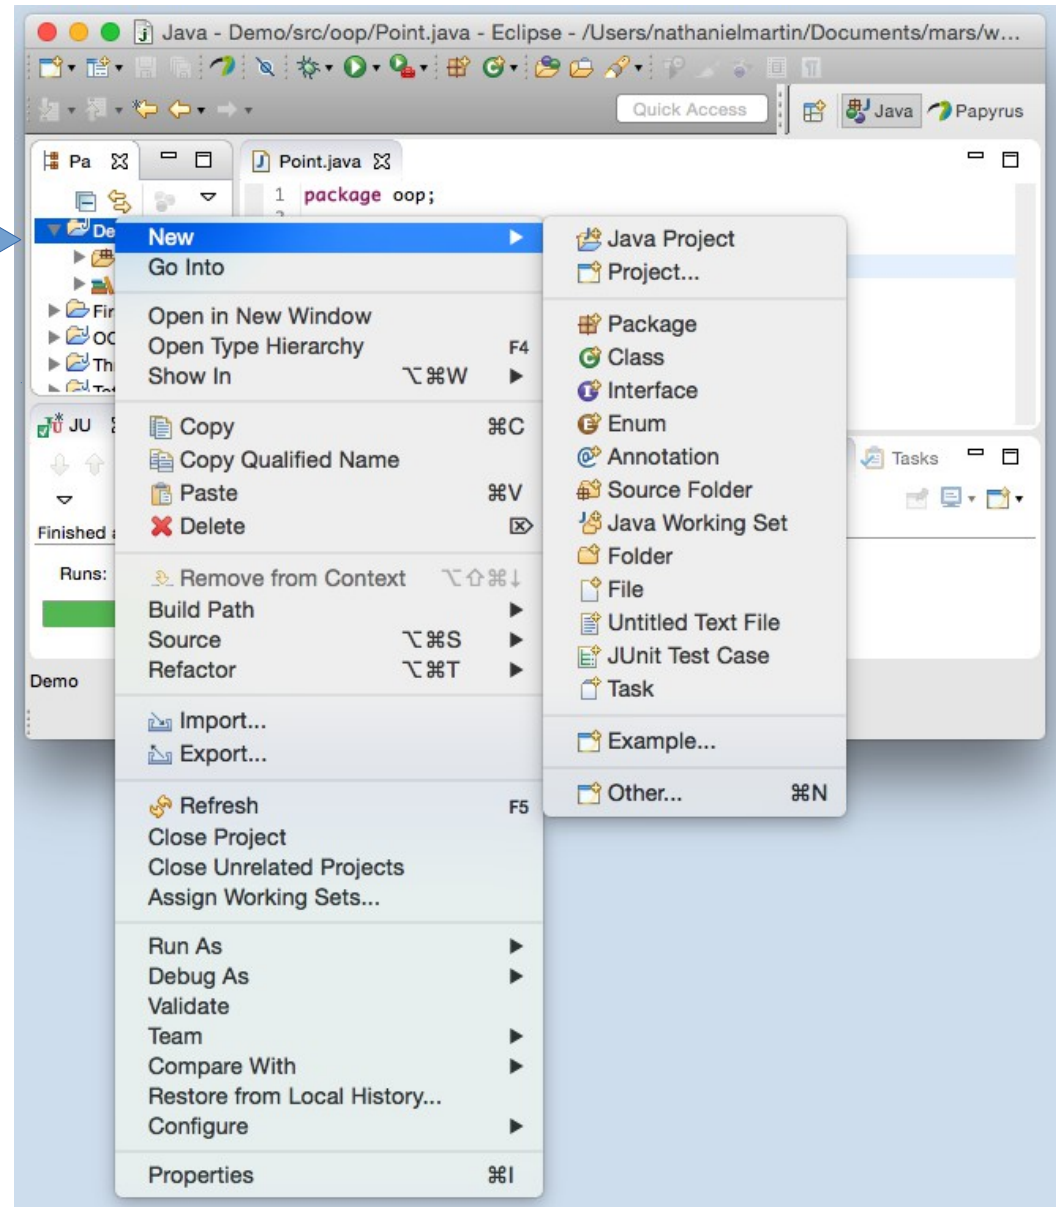 Java - Demo/src/oop/Point.java - Eclipse - /Users/nathanielmartin/Documents/mars/w...
Quick Access
Java
Papyrus
Pa
Point.java
1 package oop;
2
De
Fir
OC
Th
JU
Finished
Runs:
Demo
Tasks
New
Go Into
Open in New Window
Open Type Hierarchy F4
Show In ⌥⌘W
Copy ⌘C
Copy Qualified Name
Paste ⌘V
Delete ⌦
Remove from Context ⌥⇧⌘↓
Build Path
Source ⌥⌘S
Refactor ⌥⌘T
Import...
Export...
Refresh F5
Close Project
Close Unrelated Projects
Assign Working Sets...
Run As
Debug As
Validate
Team
Compare With
Restore from Local History...
Configure
Properties ⌘I
Java Project
Project...
Package
Class
Interface
Enum
Annotation
Source Folder
Java Working Set
Folder
File
Untitled Text File
JUnit Test Case
Task
Example...
Other... ⌘N